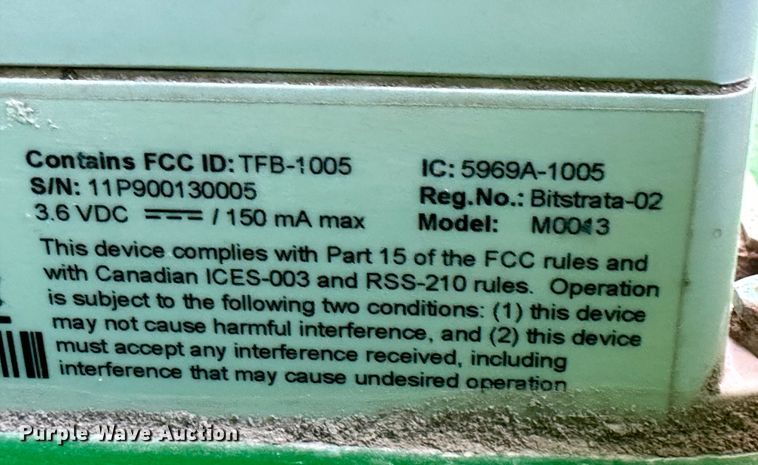 Contains FCC ID: TFB-1005 IC: 5969A-1005
S/N: 11P900130005 Reg.No.: Bitstrata-02
3.6 VDC ⎓ / 150 mA max Model: M0013
This device complies with Part 15 of the FCC rules and
with Canadian ICES-003 and RSS-210 rules. Operation
is subject to the following two conditions: (1) this device
may not cause harmful interference, and (2) this device
must accept any interference received, including
interference that may cause undesired operation
Purple Wave Auction